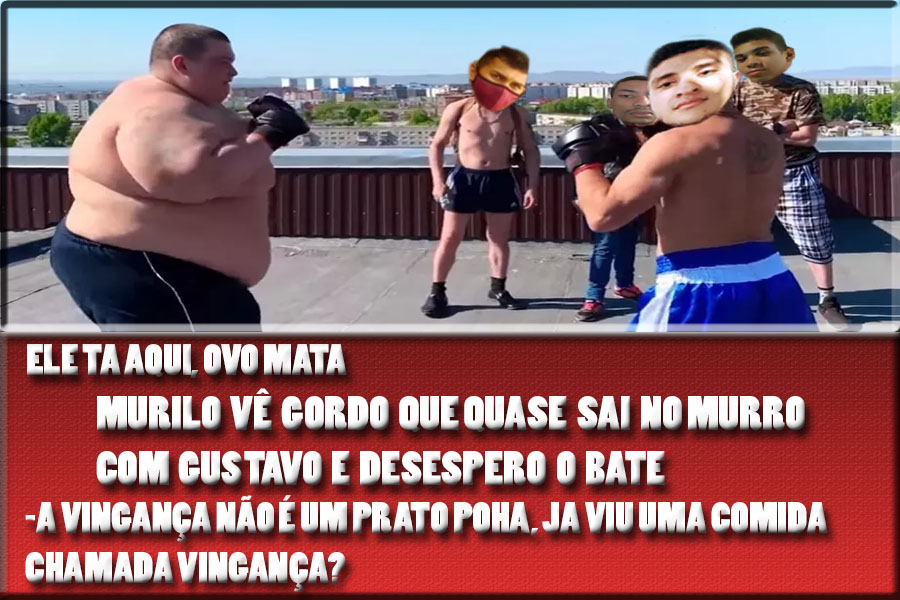 ELE TA AQUI, OVO MATA
MURILO VÊ GORDO QUE QUASE SAI NO MURRO
COM GUSTAVO E DESESPERO O BATE
-A VINGANÇA NÃO É UM PRATO POHA, JA VIU UMA COMIDA
CHAMADA VINGANÇA?